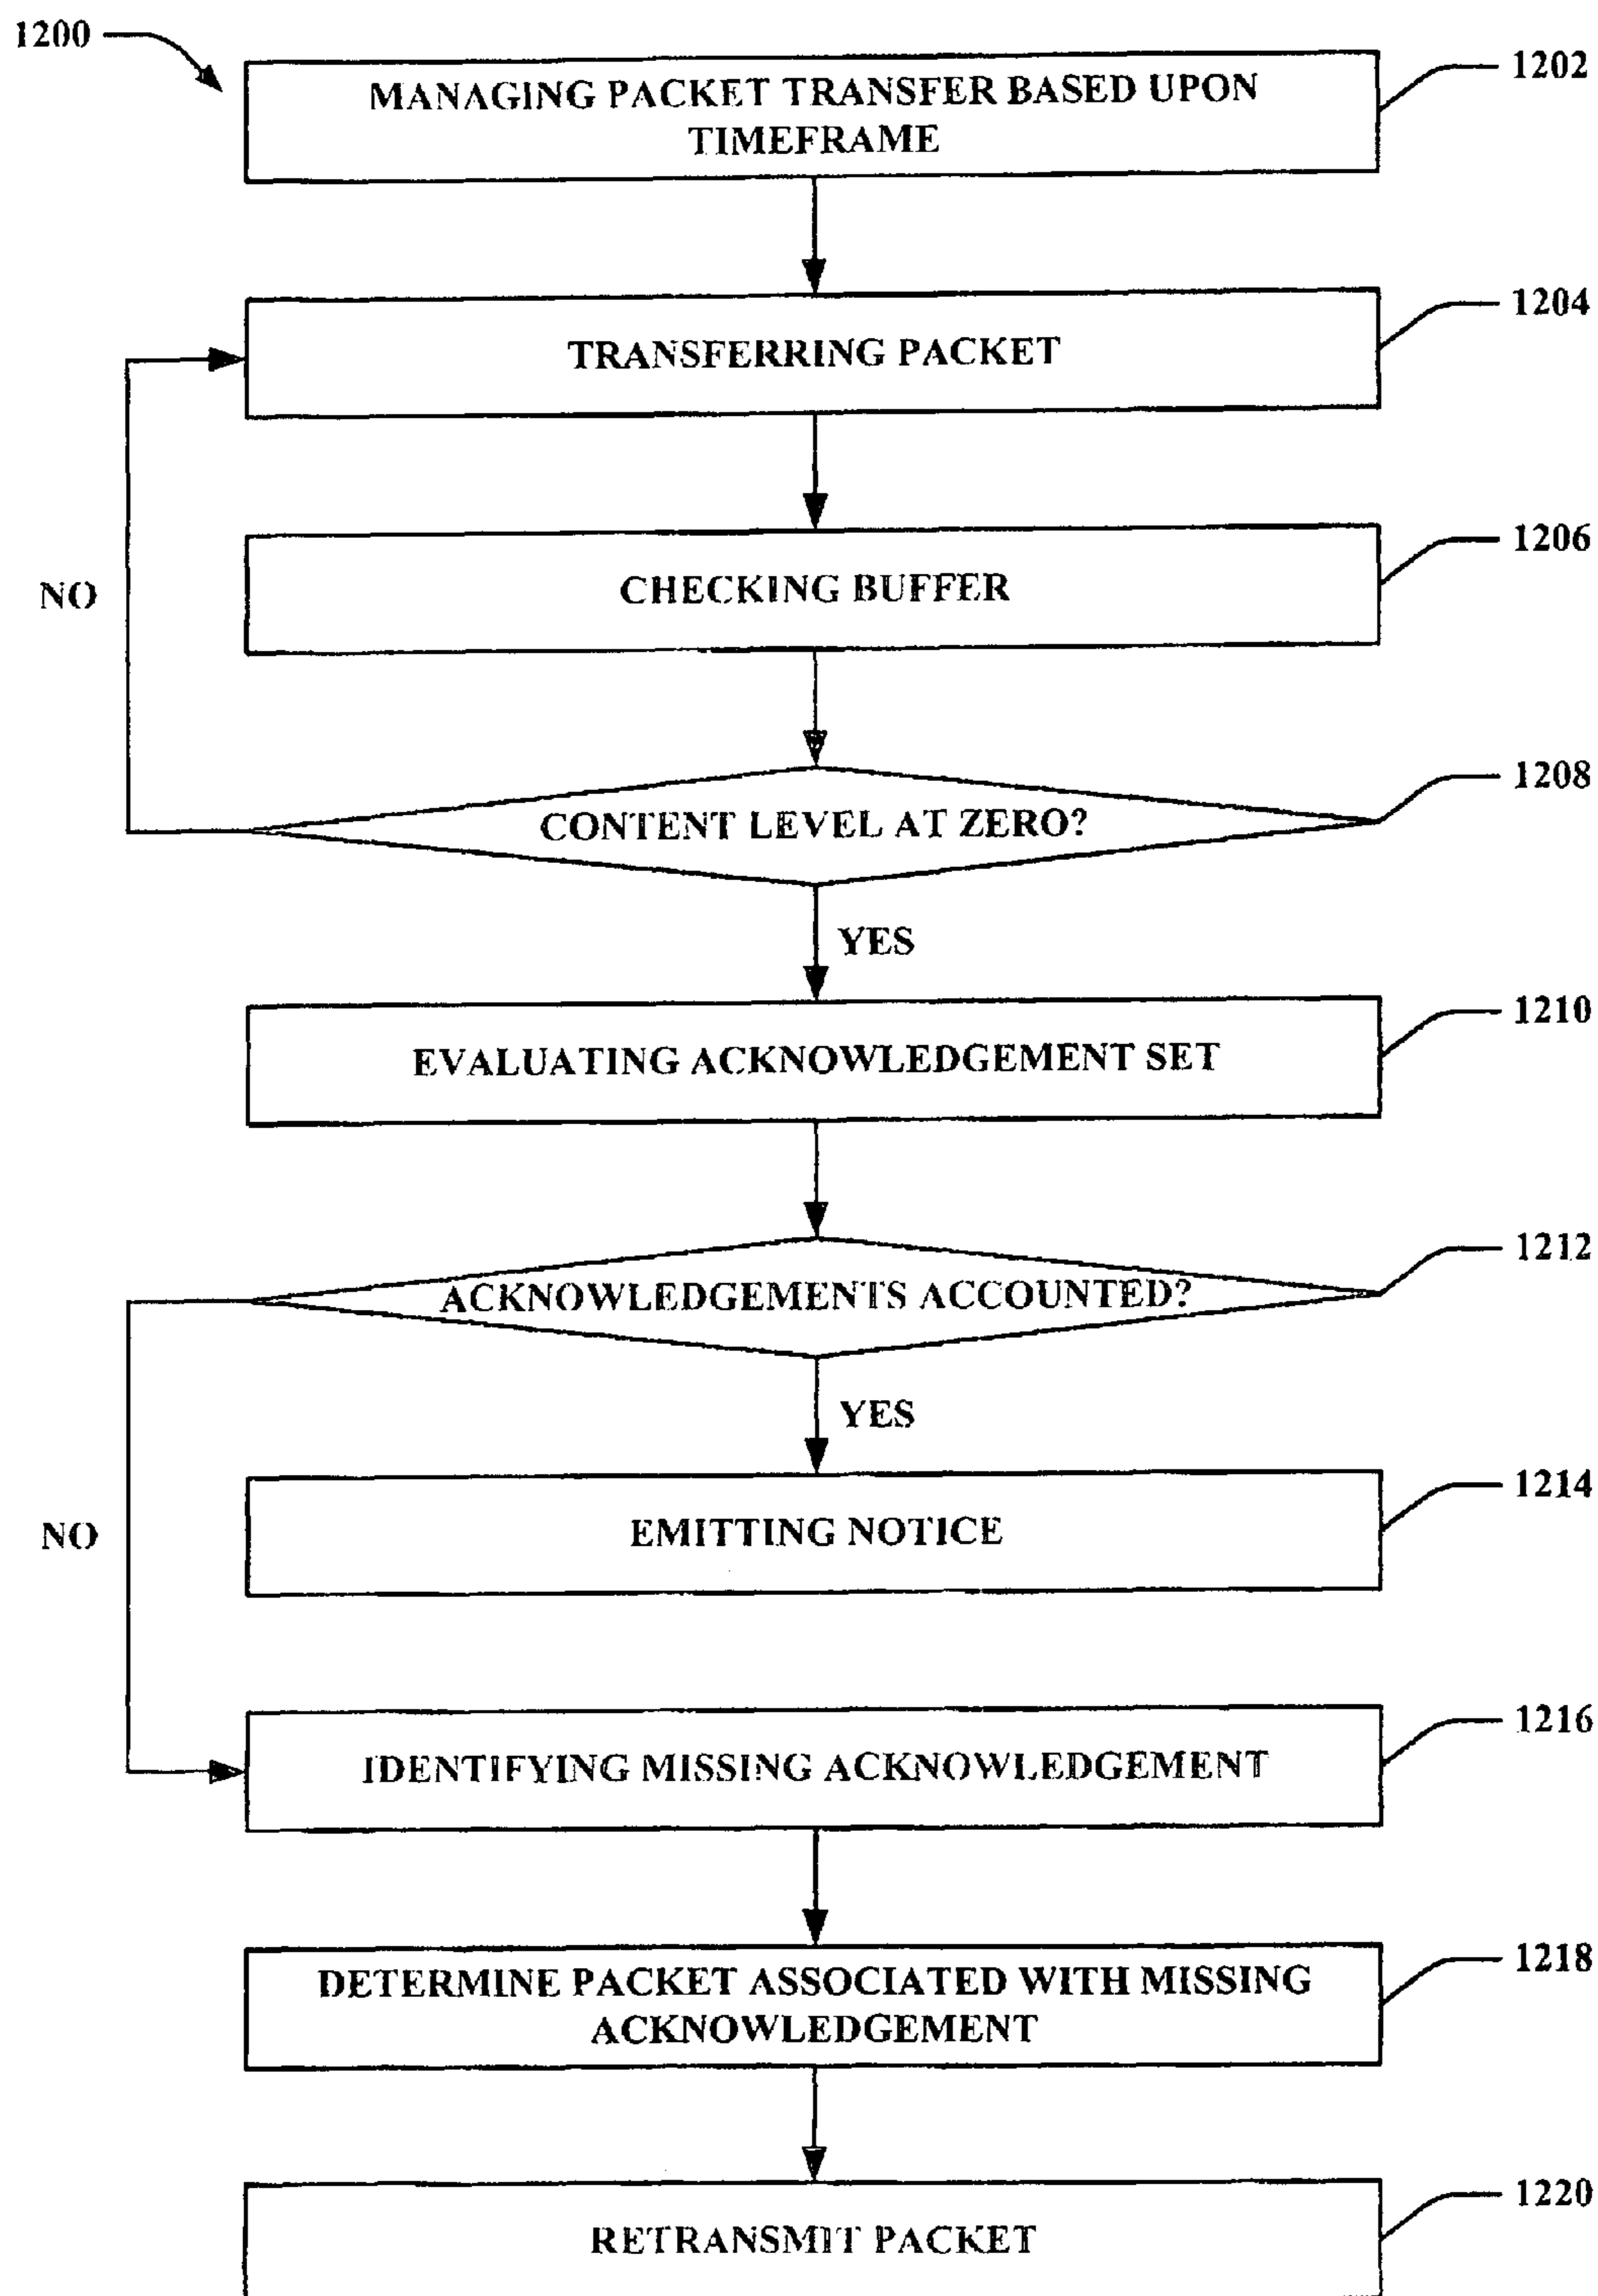 1200
1202
MANAGING PACKET TRANSFER BASED UPON
TIMEFRAME
1204
TRANSFERRING PACKET
1206
CHECKING BUFFER
NO
1208
CONTENT LEVEL AT ZERO?
YES
1210
EVALUATING ACKNOWLEDGEMENT SET
1212
ACKNOWLEDGEMENTS ACCOUNTED?
YES
1214
EMITTING NOTICE
NO
1216
IDENTIFYING MISSING ACKNOWLEDGEMENT
1218
DETERMINE PACKET ASSOCIATED WITH MISSING
ACKNOWLEDGEMENT
1220
RETRANSMIT PACKET